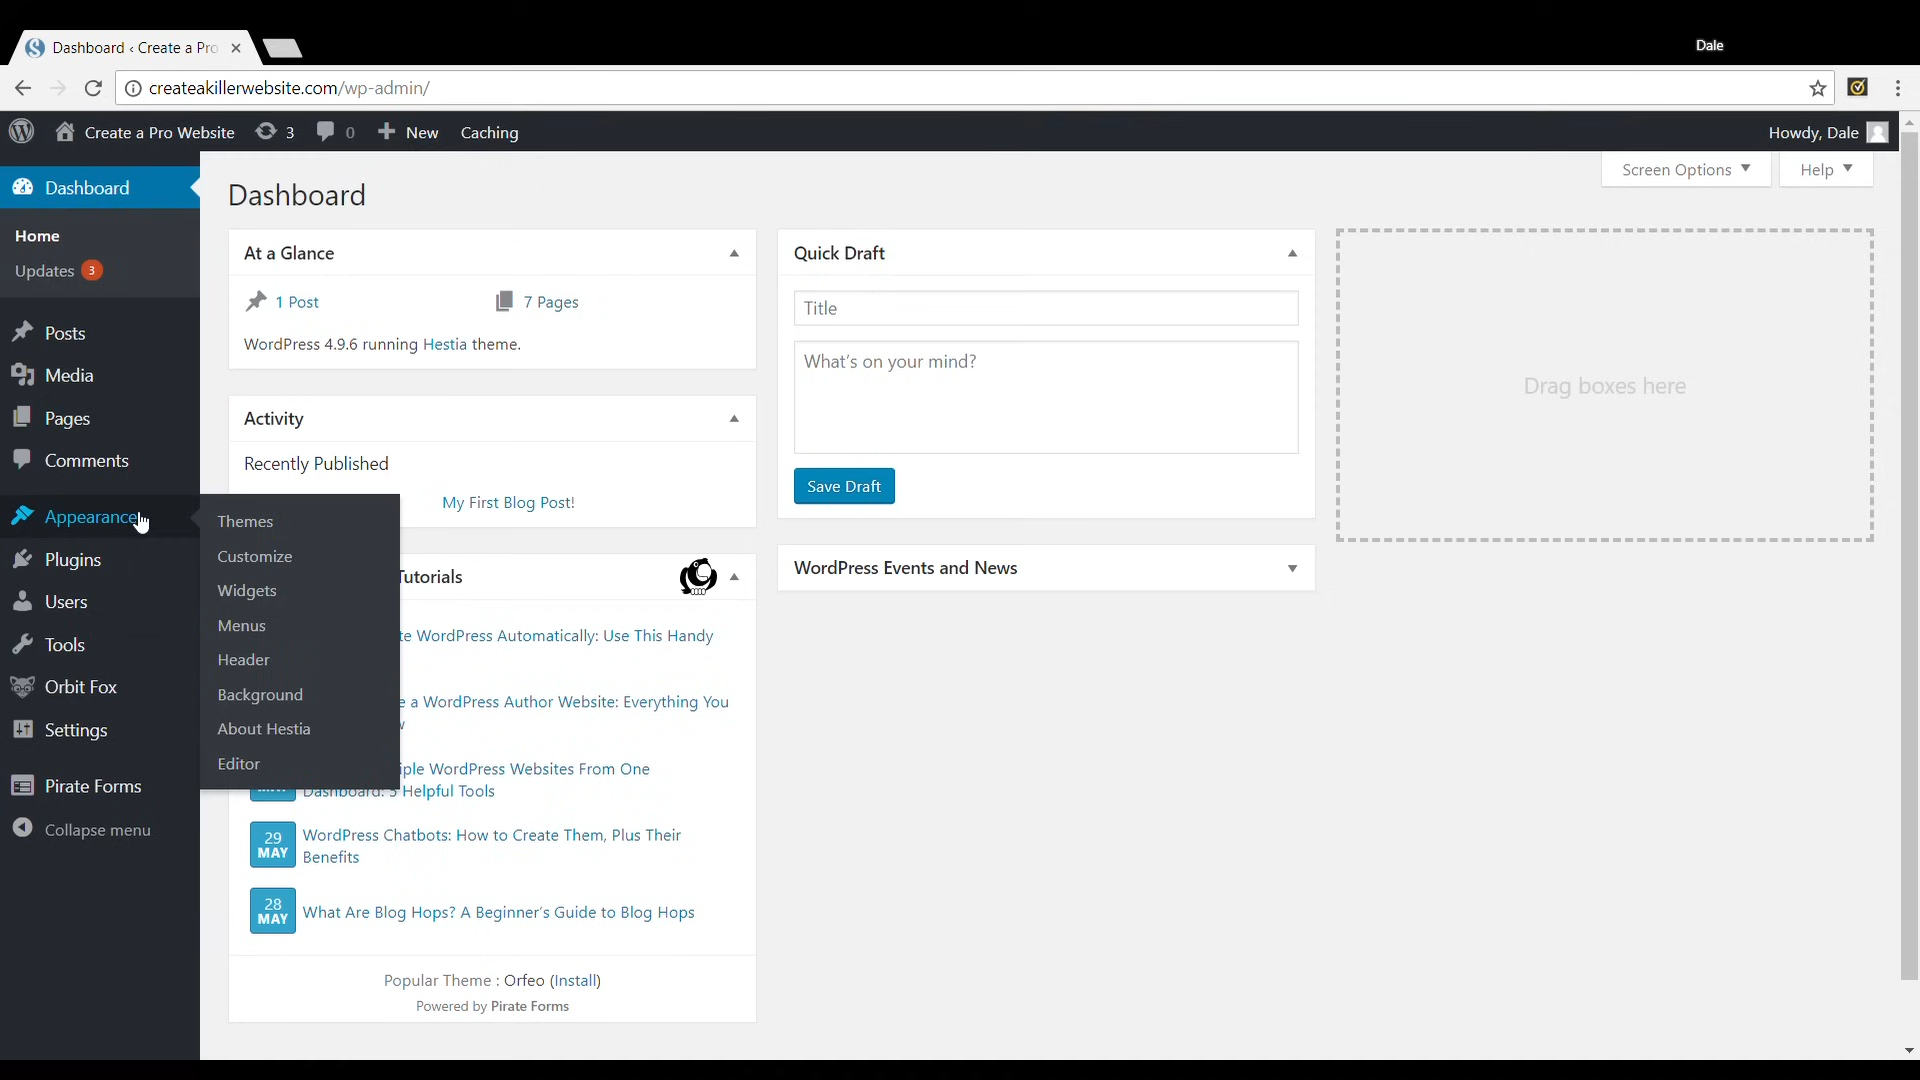 Dashboard ‹ Create a Pro
Dale
createakillerwebsite.com/wp-admin/
Create a Pro Website 3 0 New Caching
Howdy, Dale
Dashboard
Home
Updates 3
Posts
Media
Pages
Comments
Appearance
Plugins
Users
Tools
Orbit Fox
Settings
Pirate Forms
Collapse menu
Themes
Customize
Widgets
Menus
Header
Background
About Hestia
Editor
Screen Options
Help
Dashboard
At a Glance
1 Post
7 Pages
WordPress 4.9.6 running Hestia theme.
Activity
Recently Published
My First Blog Post!
Tutorials
te WordPress Automatically: Use This Handy
e a WordPress Author Website: Everything You
iple WordPress Websites From One
Dashboard: 5 Helpful Tools
29
MAY
WordPress Chatbots: How to Create Them, Plus Their
Benefits
28
MAY
What Are Blog Hops? A Beginner's Guide to Blog Hops
Popular Theme : Orfeo (Install)
Powered by Pirate Forms
Quick Draft
Title
What's on your mind?
Save Draft
WordPress Events and News
Drag boxes here